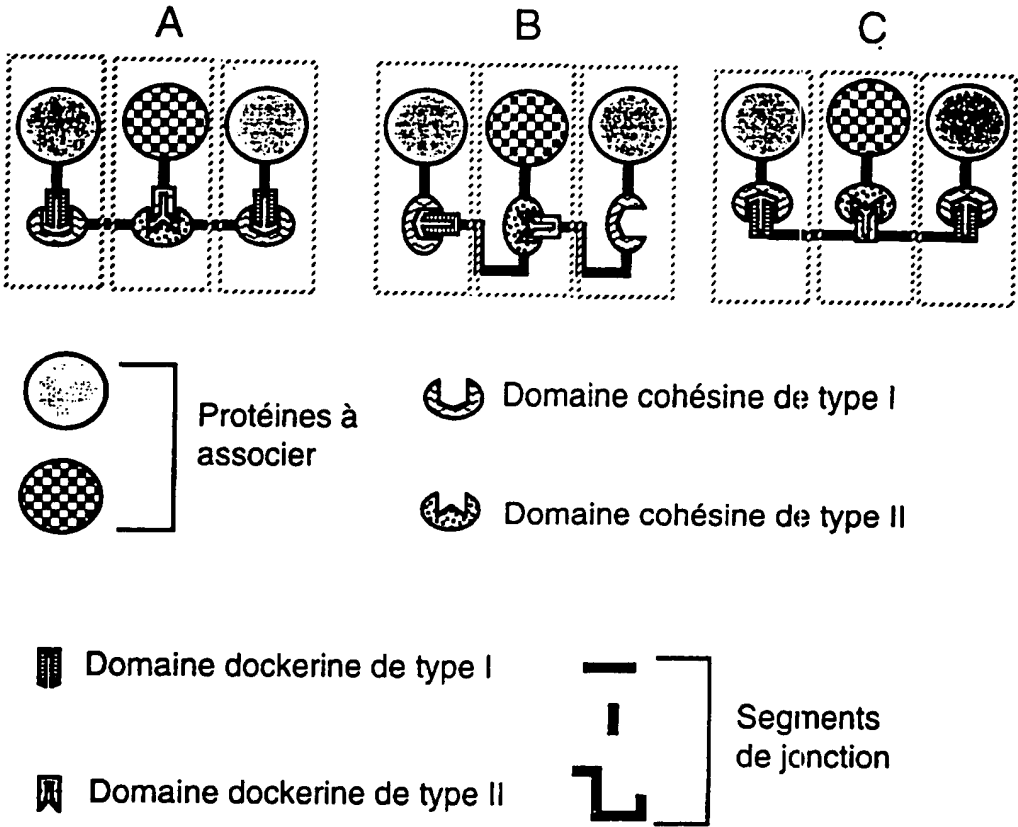 A
B
C
Protéines à
associer
Domaine cohésine de type I
Domaine cohésine de type II
Domaine dockerine de type I
Domaine dockerine de type II
Segments
de jonction